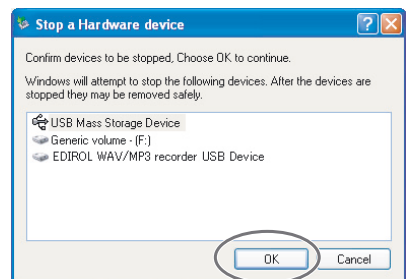 Stop a Hardware device
Confirm devices to be stopped, Choose OK to continue.
Windows will attempt to stop the following devices. After the devices are
stopped they may be removed safely.
USB Mass Storage Device
Generic volume - (F:)
EDIROL WAV/MP3 recorder USB Device
OK Cancel